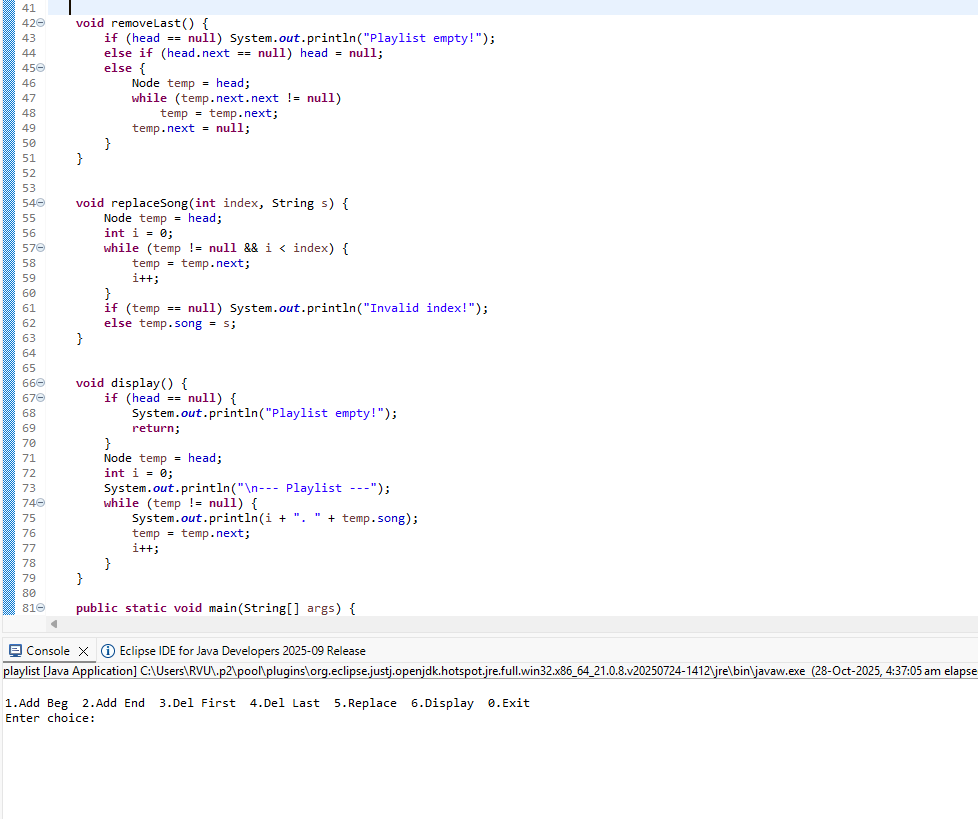 41
42 void removeLast() {
43 if (head == null) System.out.println("Playlist empty!");
44 else if (head.next == null) head = null;
45 else {
46 Node temp = head;
47 while (temp.next.next != null)
48 temp = temp.next;
49 temp.next = null;
50 }
51 }
52
53
54 void replaceSong(int index, String s) {
55 Node temp = head;
56 int i = 0;
57 while (temp != null && i < index) {
58 temp = temp.next;
59 i++;
60 }
61 if (temp == null) System.out.println("Invalid index!");
62 else temp.song = s;
63 }
64
65
66 void display() {
67 if (head == null) {
68 System.out.println("Playlist empty!");
69 return;
70 }
71 Node temp = head;
72 int i = 0;
73 System.out.println("\n--- Playlist ---");
74 while (temp != null) {
75 System.out.println(i + ". " + temp.song);
76 temp = temp.next;
77 i++;
78 }
79 }
80
81 public static void main(String[] args) {
Console Eclipse IDE for Java Developers 2025-09 Release
playlist [Java Application] C:\Users\RVU\.p2\pool\plugins\org.eclipse.justj.openjdk.hotspot.jre.full.win32.x86_64_21.0.8.v20250724-1412\jre\bin\javaw.exe (28-Oct-2025, 4:37:05 am elapse
1.Add Beg 2.Add End 3.Del First 4.Del Last 5.Replace 6.Display 0.Exit
Enter choice: